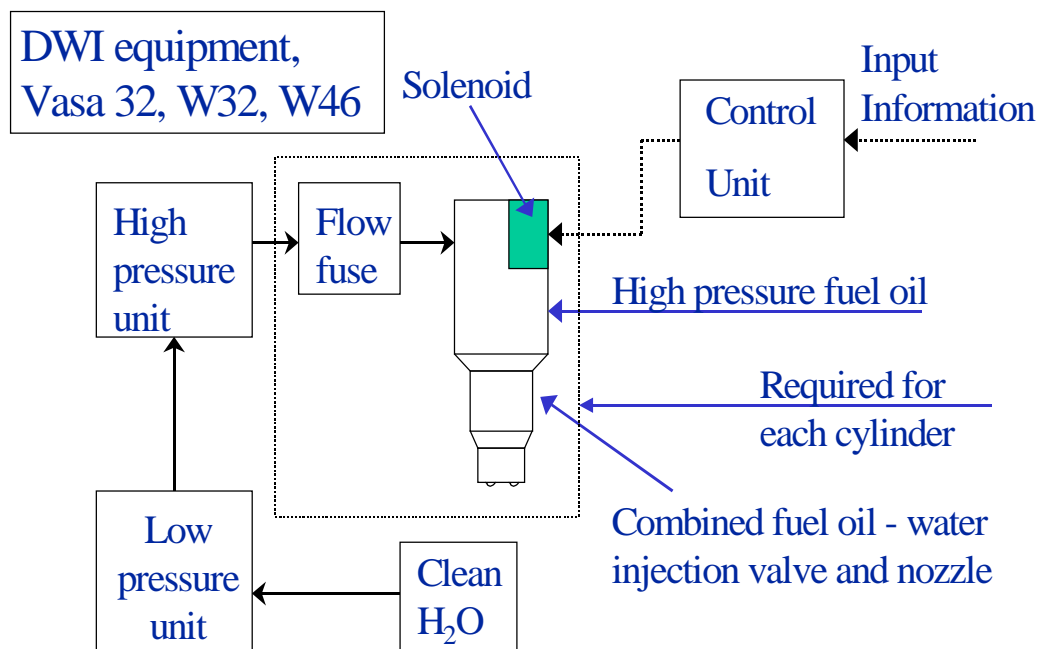 DWI equipment,
Vasa 32, W32, W46
Solenoid
Control
Unit
Input
Information
High
pressure
unit
Flow
fuse
High pressure fuel oil
Required for
each cylinder
Combined fuel oil - water
injection valve and nozzle
Low
pressure
unit
Clean
H₂O